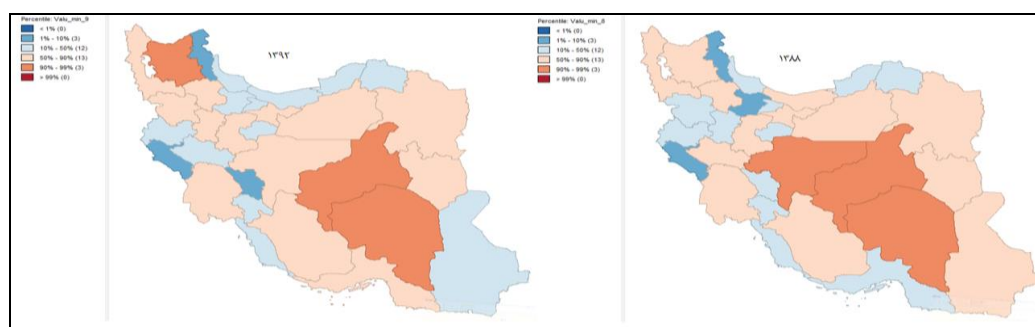 Percentile: Valu_min_9
< 1% (0)
1% - 10% (3)
10% - 50% (12)
50% - 90% (13)
90% - 99% (3)
> 99% (0)
۱۳۹۲
Percentile: Valu_min_8
< 1% (0)
1% - 10% (3)
10% - 50% (12)
50% - 90% (13)
90% - 99% (3)
> 99% (0)
۱۳۸۸